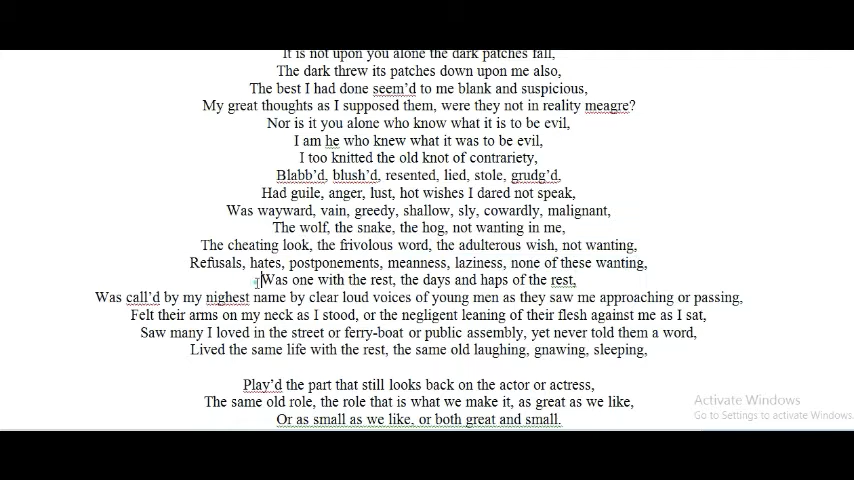 It is not upon you alone the dark patches fall,
The dark threw its patches down upon me also,
The best I had done seem'd to me blank and suspicious,
My great thoughts as I supposed them, were they not in reality meagre?
Nor is it you alone who know what it is to be evil,
I am he who knew what it was to be evil,
I too knitted the old knot of contrariety,
Blabb'd, blush'd, resented, lied, stole, grudg'd,
Had guile, anger, lust, hot wishes I dared not speak,
Was wayward, vain, greedy, shallow, sly, cowardly, malignant,
The wolf, the snake, the hog, not wanting in me,
The cheating look, the frivolous word, the adulterous wish, not wanting,
Refusals, hates, postponements, meanness, laziness, none of these wanting,
Was one with the rest, the days and haps of the rest,
Was call'd by my nighest name by clear loud voices of young men as they saw me approaching or passing,
Felt their arms on my neck as I stood, or the negligent leaning of their flesh against me as I sat,
Saw many I loved in the street or ferry-boat or public assembly, yet never told them a word,
Lived the same life with the rest, the same old laughing, gnawing, sleeping,
Play'd the part that still looks back on the actor or actress,
The same old role, the role that is what we make it, as great as we like,
Or as small as we like, or both great and small.
Activate Windows
Go to Settings to activate Windows.